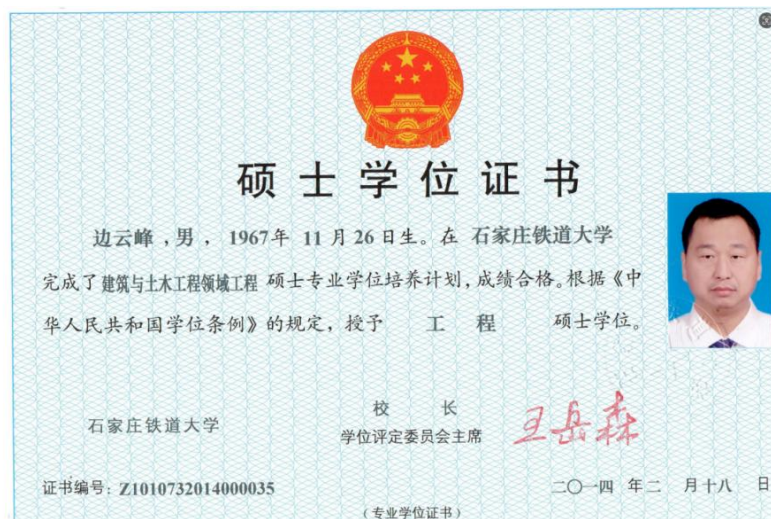 硕士学位证书
边云峰，男，1967年 11月26日生。在 石家庄铁道大学
完成了建筑与土木工程领域工程 硕士专业学位培养计划，成绩合格。根据《中
华人民共和国学位条例》的规定，授予 工 程 硕士学位。
校 长
石家庄铁道大学
学位评定委员会主席
王岳森
证书编号：Z1010732014000035
二〇一四 年二 月十八 日
（专业学位证书）